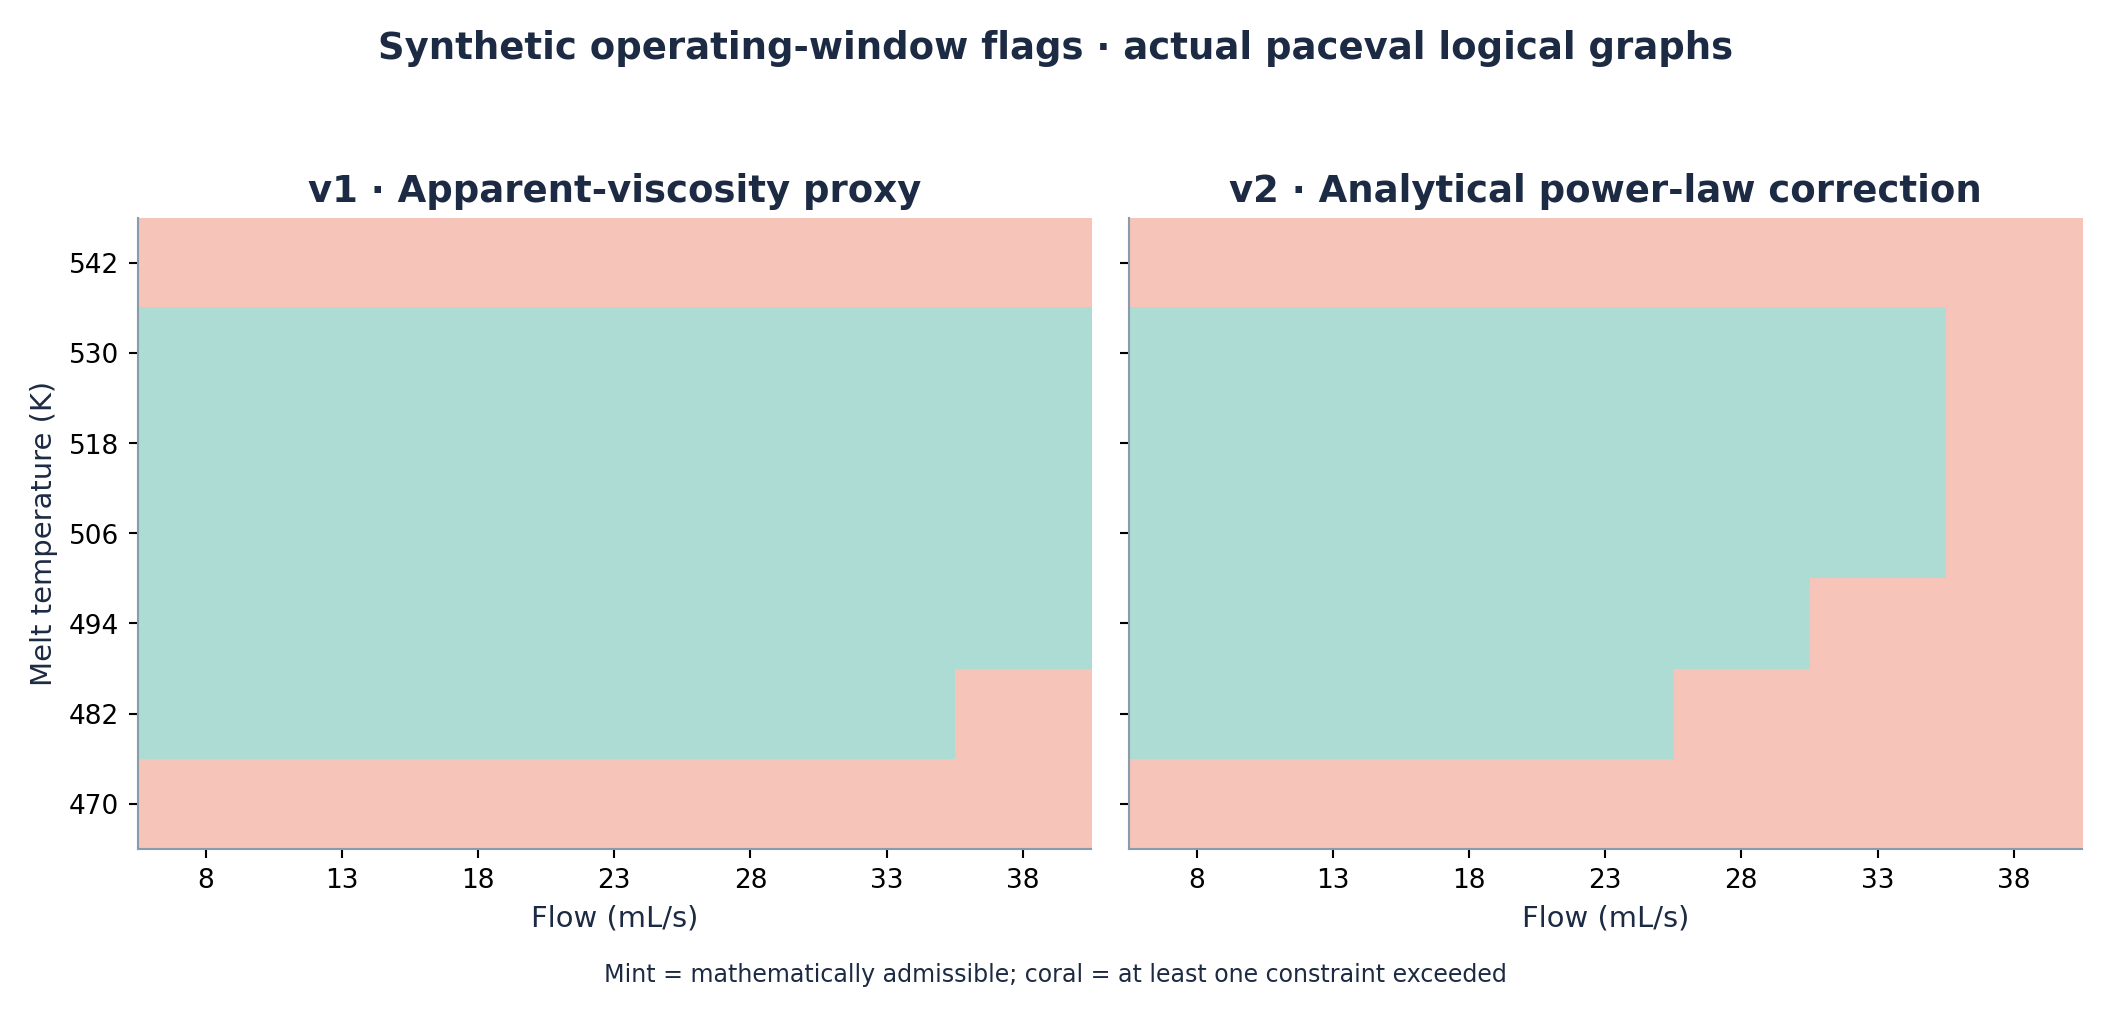 Synthetic operating-window flags · actual paceval logical graphs
v1 · Apparent-viscosity proxy
v2 · Analytical power-law correction
Melt temperature (K)
542
530
518
506
494
482
470
8 13 18 23 28 33 38
8 13 18 23 28 33 38
Flow (mL/s)
Flow (mL/s)
Mint = mathematically admissible; coral = at least one constraint exceeded